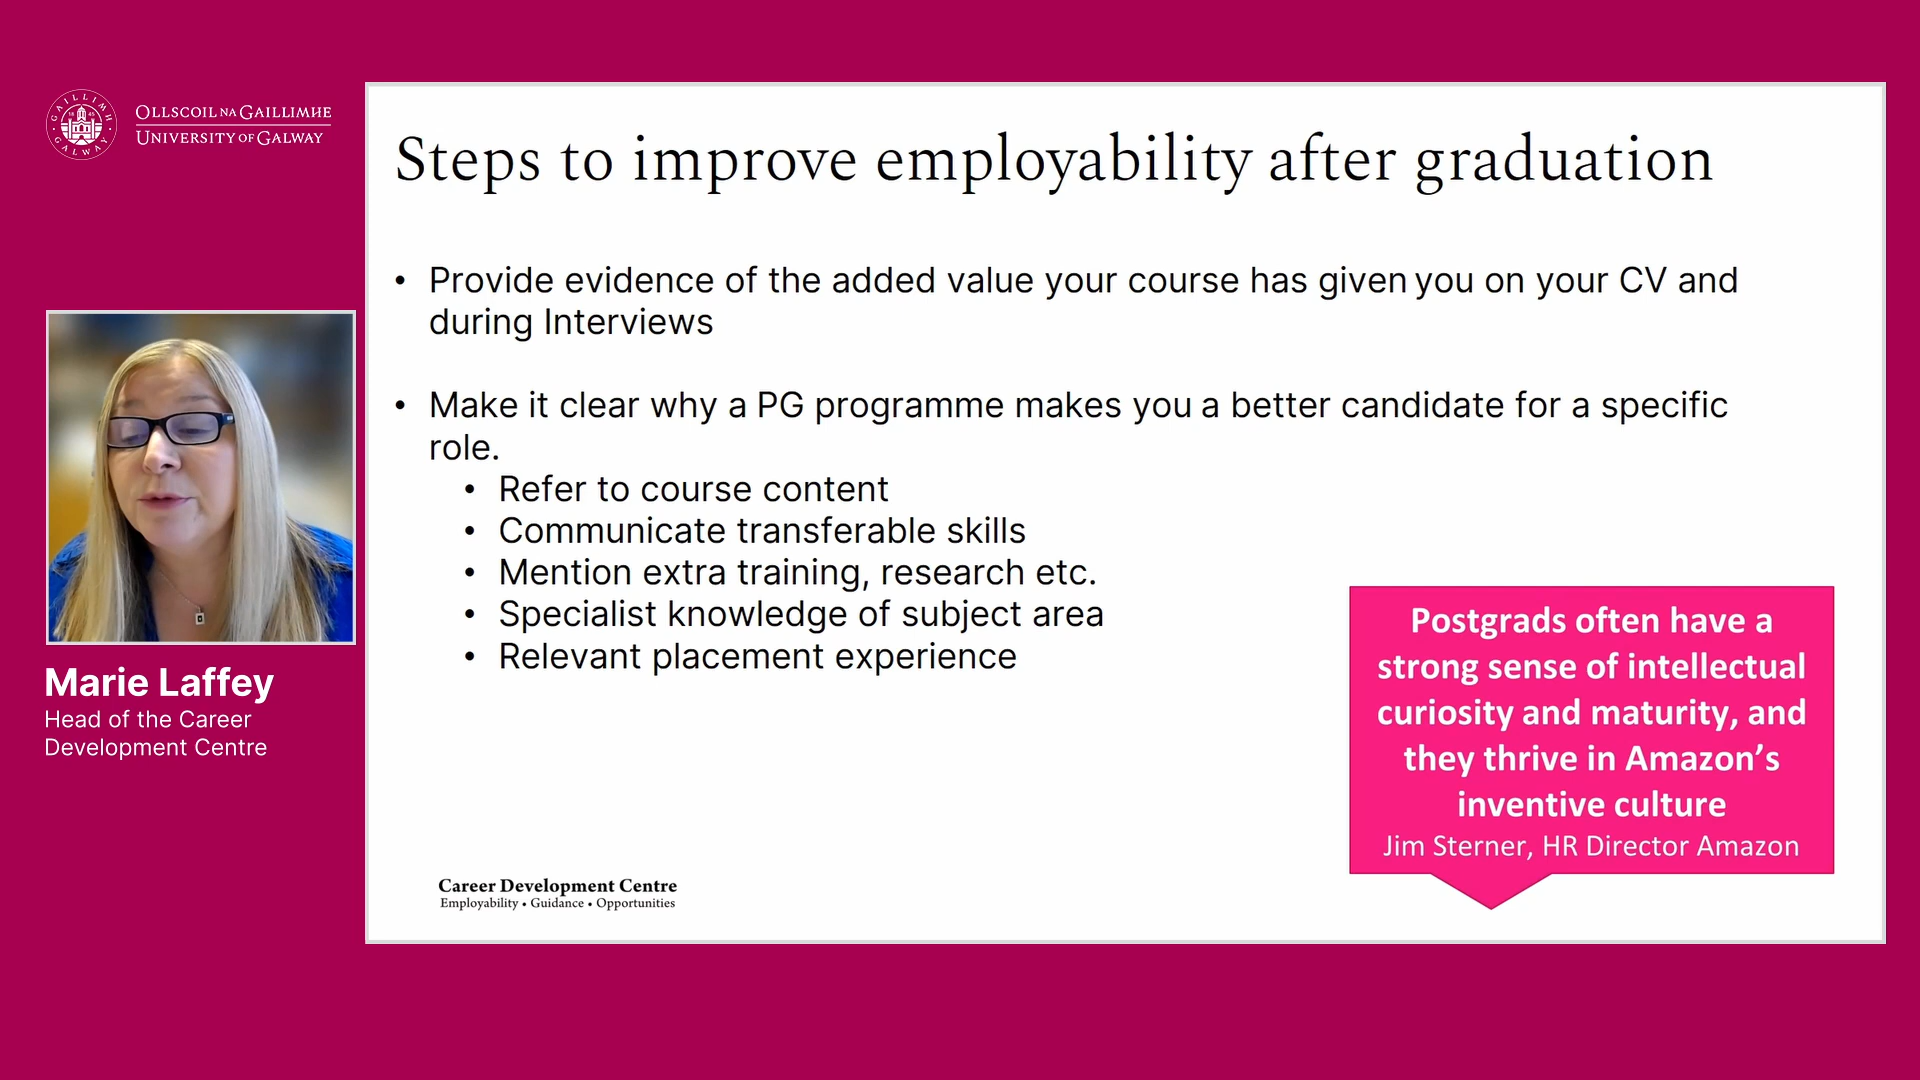 GAILLIMH
1845
GALWAY
OLLSCOIL NA GAILLIMHE
UNIVERSITY OF GALWAY
Steps to improve employability after graduation
• Provide evidence of the added value your course has given you on your CV and
during Interviews
• Make it clear why a PG programme makes you a better candidate for a specific
role.
• Refer to course content
• Communicate transferable skills
• Mention extra training, research etc.
• Specialist knowledge of subject area
• Relevant placement experience
Marie Laffey
Head of the Career
Development Centre
Postgrads often have a
strong sense of intellectual
curiosity and maturity, and
they thrive in Amazon’s
inventive culture
Jim Sterner, HR Director Amazon
Career Development Centre
Employability • Guidance • Opportunities